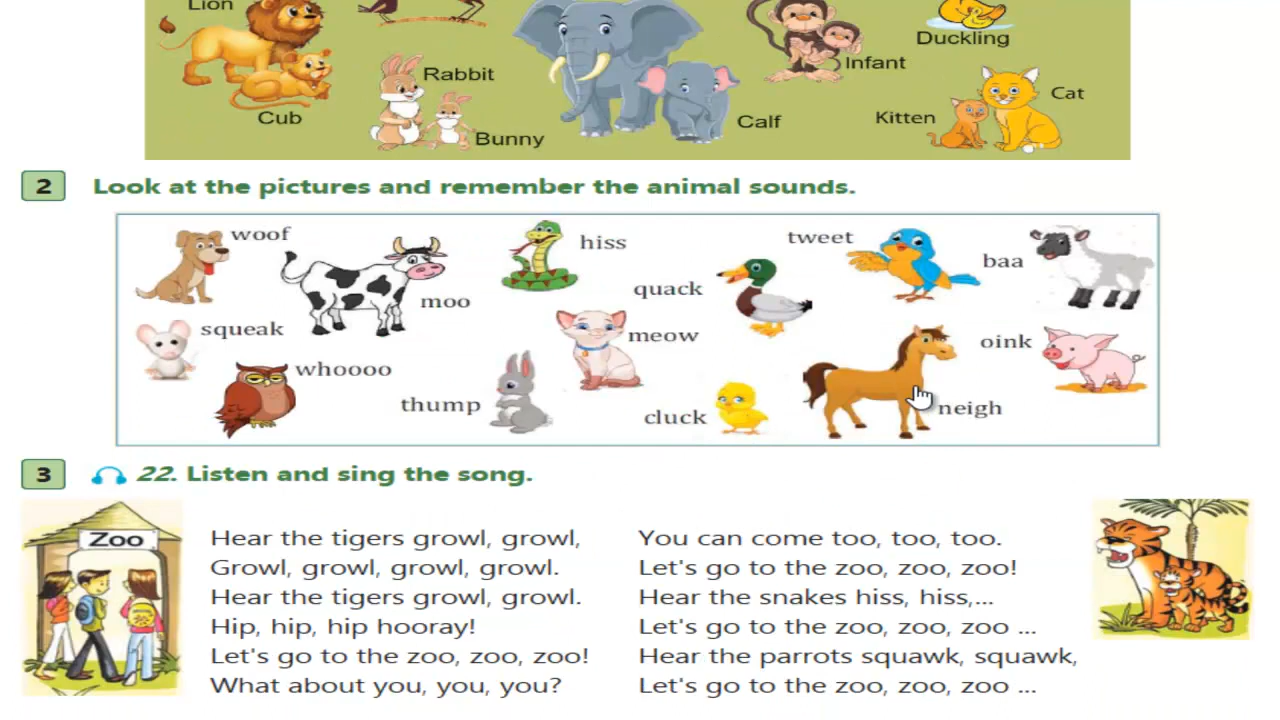 Lion
Cub
Rabbit
Bunny
Calf
Infant
Duckling
Kitten
Cat
2 Look at the pictures and remember the animal sounds.
woof
moo
hiss
quack
tweet
baa
squeak
whoooo
thump
meow
cluck
neigh
oink
3 22. Listen and sing the song.
Zoo
Hear the tigers growl, growl,
Growl, growl, growl, growl.
Hear the tigers growl, growl.
Hip, hip, hip hooray!
Let's go to the zoo, zoo, zoo!
What about you, you, you?
You can come too, too, too.
Let's go to the zoo, zoo, zoo!
Hear the snakes hiss, hiss,...
Let's go to the zoo, zoo, zoo ...
Hear the parrots squawk, squawk,
Let's go to the zoo, zoo, zoo ...